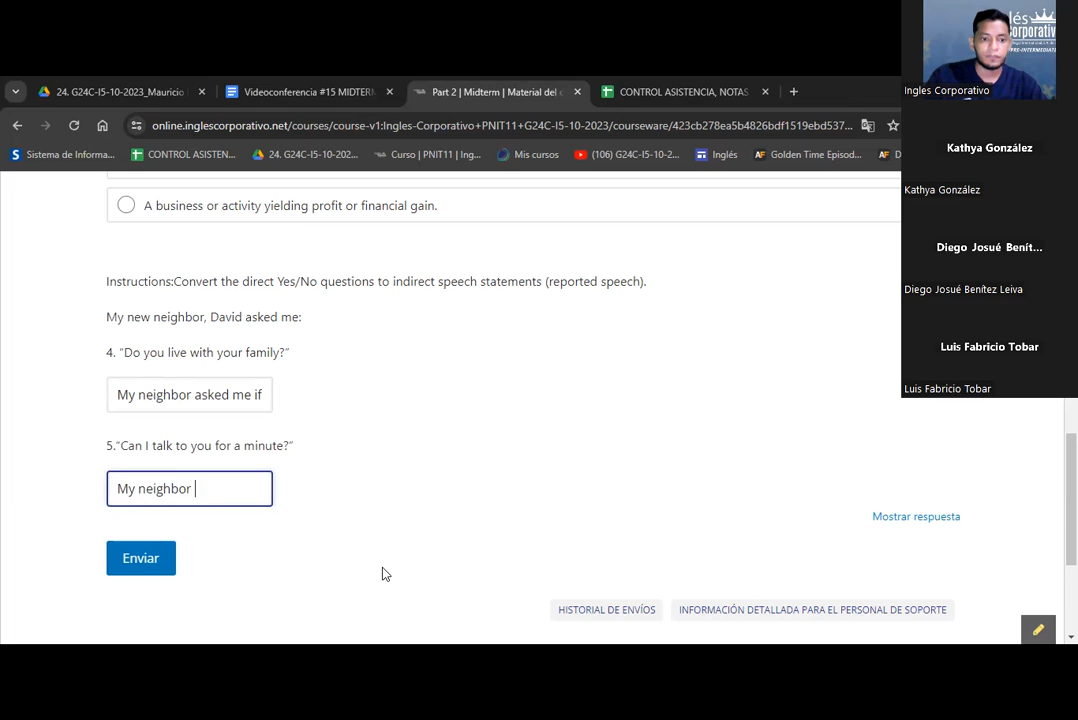 24. G24C-I5-10-2023_Mauricio
Videoconferencia #15 MIDTERM
Part 2 | Midterm | Material del c
CONTROL ASISTENCIA, NOTAS
online.inglescorporativo.net/courses/course-v1:Ingles-Corporativo+PNIT11+G24C-I5-10-2023/courseware/423cb278ea5b4826bdf1519ebd537...
Sistema de Informa...
CONTROL ASISTEN...
24. G24C-I5-10-202...
Curso | PNIT11 | Ing...
Mis cursos
(106) G24C-I5-10-2...
Inglés
Golden Time Episod...
A business or activity yielding profit or financial gain.
Instructions:Convert the direct Yes/No questions to indirect speech statements (reported speech).
My new neighbor, David asked me:
4. “Do you live with your family?”
My neighbor asked me if
5.“Can I talk to you for a minute?”
My neighbor
Mostrar respuesta
Enviar
HISTORIAL DE ENVÍOS
INFORMACIÓN DETALLADA PARA EL PERSONAL DE SOPORTE
Ingles Corporativo
Kathya González
Kathya González
Diego Josué Benít...
Diego Josué Benítez Leiva
Luis Fabricio Tobar
Luis Fabricio Tobar